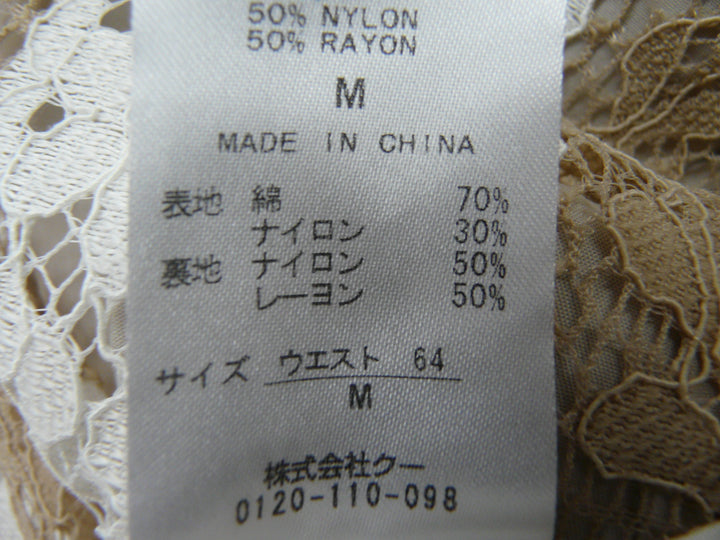 50% NYLON
50% RAYON
M
MADE IN CHINA
表地 綿 70%
ナイロン 30%
裏地 ナイロン 50%
レーヨン 50%
サイズ ウエスト 64
M
株式会社クー
0120-110-098